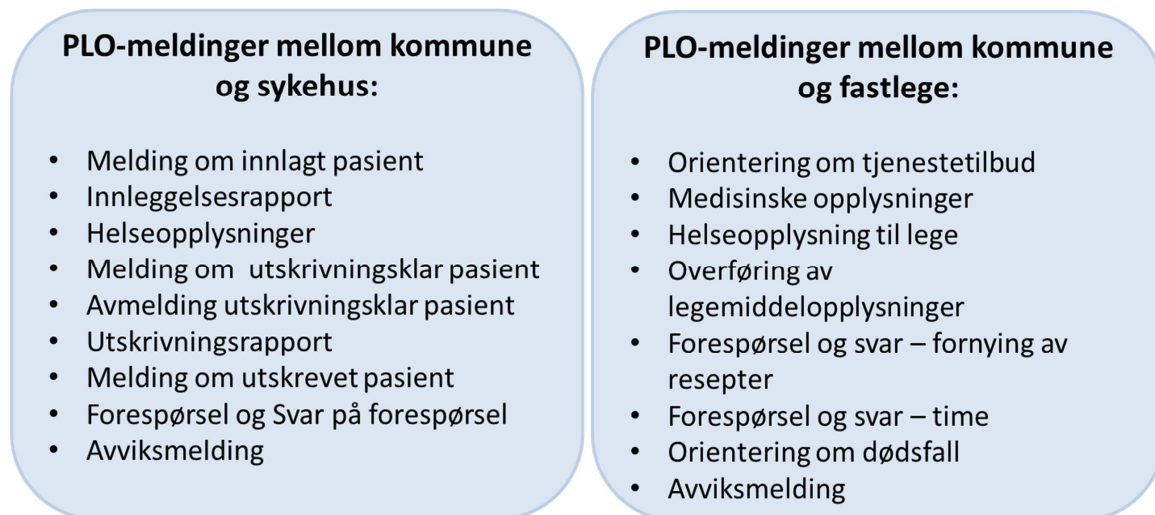 PLO-meldinger mellom kommune
og sykehus:
• Melding om innlagt pasient
• Innleggelsesrapport
• Helseopplysninger
• Melding om utskrivningsklar pasient
• Avmelding utskrivningsklar pasient
• Utskrivningsrapport
• Melding om utskrevet pasient
• Forespørsel og Svar på forespørsel
• Avviksmelding
PLO-meldinger mellom kommune
og fastlege:
• Orientering om tjenestetilbud
• Medisinske opplysninger
• Helseopplysning til lege
• Overføring av
legemiddelopplysninger
• Forespørsel og svar – fornying av
resepter
• Forespørsel og svar – time
• Orientering om dødsfall
• Avviksmelding